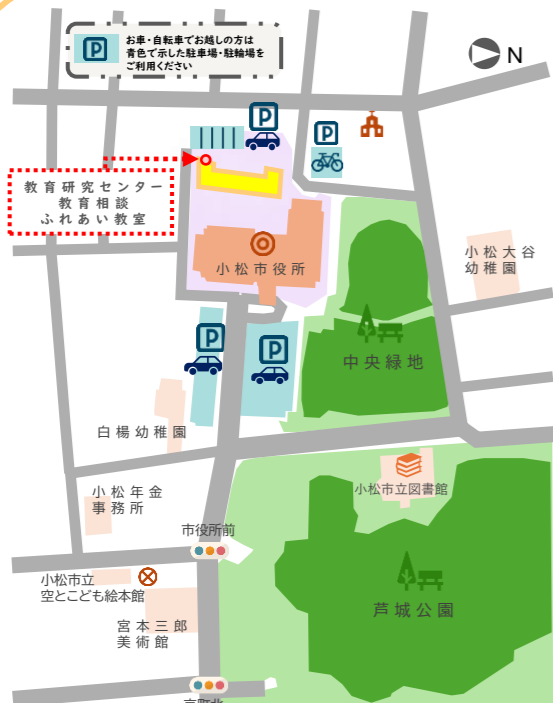 P
お車・自転車でお越しの方は
青色で示した駐車場・駐輪場を
ご利用ください
N
P
P
教育研究センター
教育相談
ふれあい教室
小松市役所
小松大谷
幼稚園
P
P
中央緑地
白楊幼稚園
小松市立図書館
小松年金
事務所
市役所前
小松市立
空とこども絵本館
芦城公園
宮本三郎
美術館